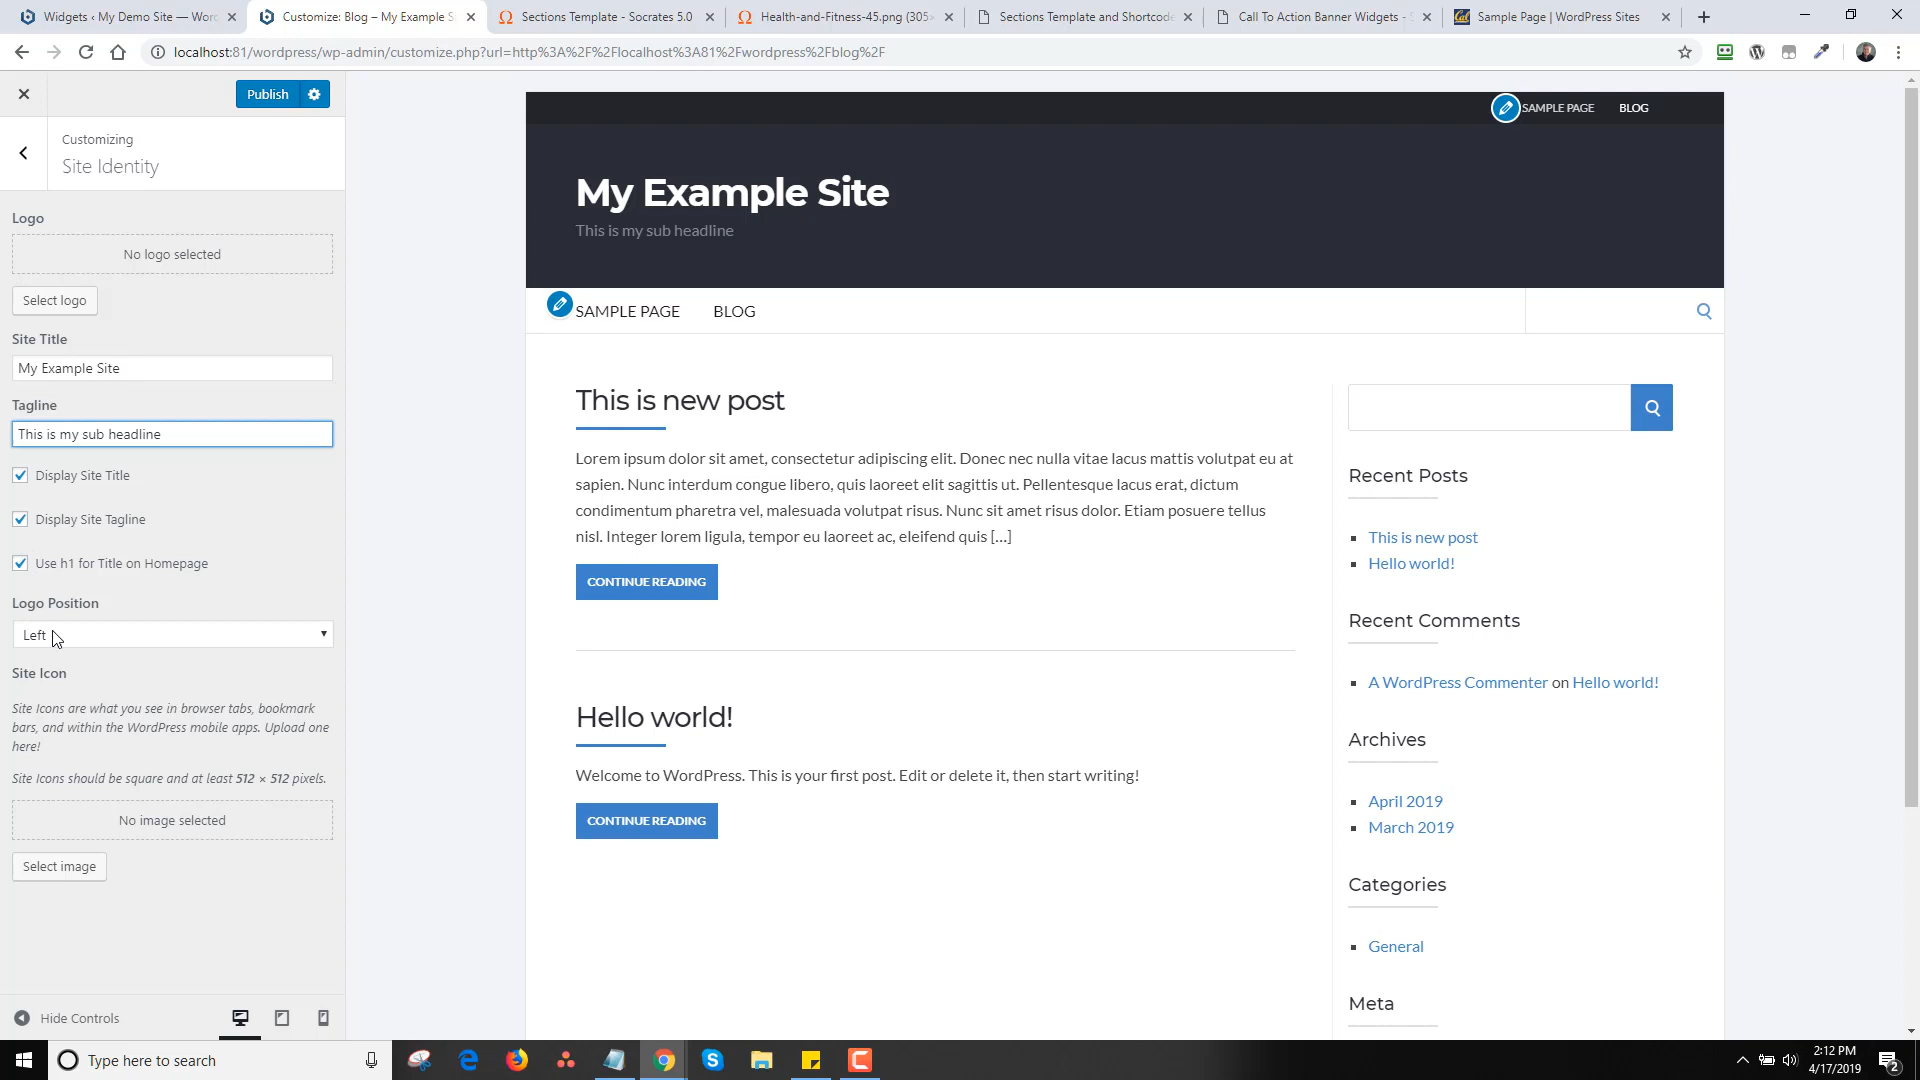 Widgets ‹ My Demo Site — Wor
Customize: Blog – My Example S
Sections Template - Socrates 5.0
Health-and-Fitness-45.png (305×
Sections Template and Shortcode
Call To Action Banner Widgets - S
Sample Page | WordPress Sites
localhost:81/wordpress/wp-admin/customize.php?url=http%3A%2F%2Flocalhost%3A81%2Fwordpress%2Fblog%2F
Publish
Customizing
Site Identity
Logo
No logo selected
Select logo
Site Title
My Example Site
Tagline
This is my sub headline
Display Site Title
Display Site Tagline
Use h1 for Title on Homepage
Logo Position
Left
Site Icon
Site Icons are what you see in browser tabs, bookmark
bars, and within the WordPress mobile apps. Upload one
here!
Site Icons should be square and at least 512 × 512 pixels.
No image selected
Select image
Hide Controls
SAMPLE PAGE BLOG
My Example Site
This is my sub headline
SAMPLE PAGE BLOG
This is new post
Lorem ipsum dolor sit amet, consectetur adipiscing elit. Donec nec nulla vitae lacus mattis volutpat eu at
sapien. Nunc interdum congue libero, quis laoreet elit sagittis ut. Pellentesque lacus erat, dictum
condimentum pharetra vel, malesuada volutpat risus. Nunc sit amet risus dolor. Etiam posuere tellus
nisl. Integer lorem ligula, tempor eu laoreet ac, eleifend quis […]
CONTINUE READING
Hello world!
Welcome to WordPress. This is your first post. Edit or delete it, then start writing!
CONTINUE READING
Recent Posts
This is new post
Hello world!
Recent Comments
A WordPress Commenter on Hello world!
Archives
April 2019
March 2019
Categories
General
Meta
Type here to search
2:12 PM
4/17/2019
2